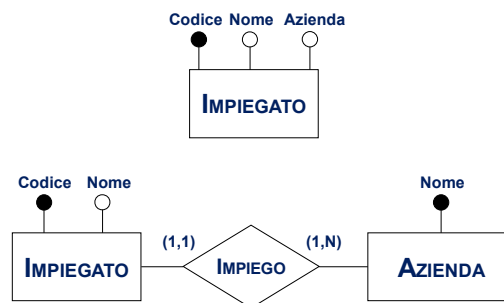 Codice Nome Azienda
IMPIEGATO
Codice Nome
Nome
(1,1)
(1,N)
IMPIEGATO
IMPIEGO
AZIENDA